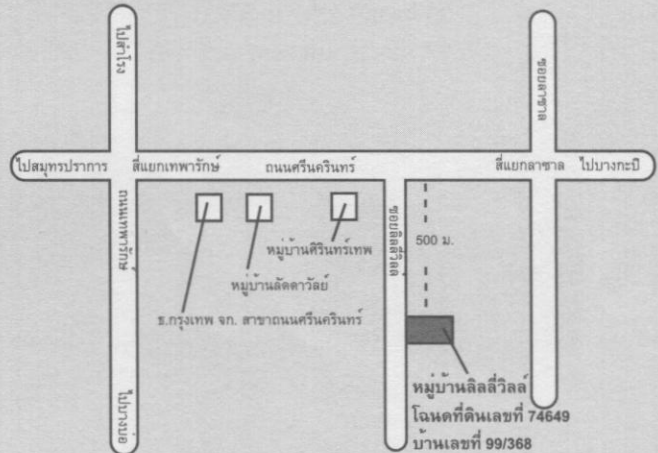 ไปสำโรง
ซอยลาซาล
ไปสมุทรปราการ
สี่แยกเทพารักษ์
ถนนศรีนครินทร์
สี่แยกลาซาล
ไปบางกะปิ
ถนนเทพารักษ์
ซอยลิลลี่วิลล์
500 ม.
หมู่บ้านศิรินทร์เทพ
หมู่บ้านลัดดาวัลย์
ธ.กรุงเทพ จก. สาขาถนนศรีนครินทร์
หมู่บ้านลิลลี่วิลล์
โฉนดที่ดินเลขที่ 74649
บ้านเลขที่ 99/368
ไปบางบ่อ